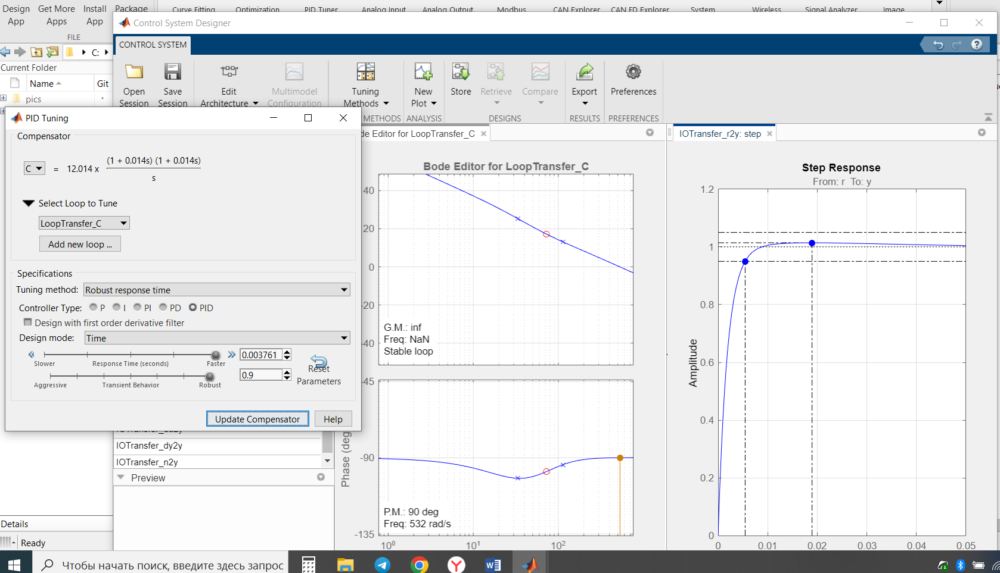 Design Get More Install Package
App Apps App
Curve Fitting Optimization PID Tuner Analog Input Analog Output Modbus CAN Explorer CAN FD Explorer System Wireless Signal Analyzer Image
FILE
C:
Current Folder
Name Git
pics
Control System Designer
CONTROL SYSTEM
Open Session
Save Session
Edit Architecture
Multimodel Configuration
Tuning Methods
New Plot
Store
Retrieve
Compare
Export
Preferences
METHODS ANALYSIS DESIGNS RESULTS PREFERENCES
PID Tuning
Compensator
C = 12.014 x (1 + 0.014s) (1 + 0.014s)
s
Select Loop to Tune
LoopTransfer_C
Add new loop ...
Specifications
Tuning method: Robust response time
Controller Type: P I PI PD PID
Design with first order derivative filter
Design mode: Time
Slower Response Time (seconds) Faster
0.003761
Aggressive Transient Behavior Robust
0.9
Reset
Parameters
Update Compensator Help
IOTransfer_dy2y
IOTransfer_n2y
Preview
Details
Ready
de Editor for LoopTransfer_C
Bode Editor for LoopTransfer_C
40
20
0
-20
-40
G.M.: inf
Freq: NaN
Stable loop
-45
-90
-135
Phase (deg
P.M.: 90 deg
Freq: 532 rad/s
10⁰ 10¹ 10²
IOTransfer_r2y: step
Step Response
From: r To: y
Amplitude
1.2
1
0.8
0.6
0.4
0.2
0
0 0.01 0.02 0.03 0.04 0.05
Чтобы начать поиск, введите здесь запрос